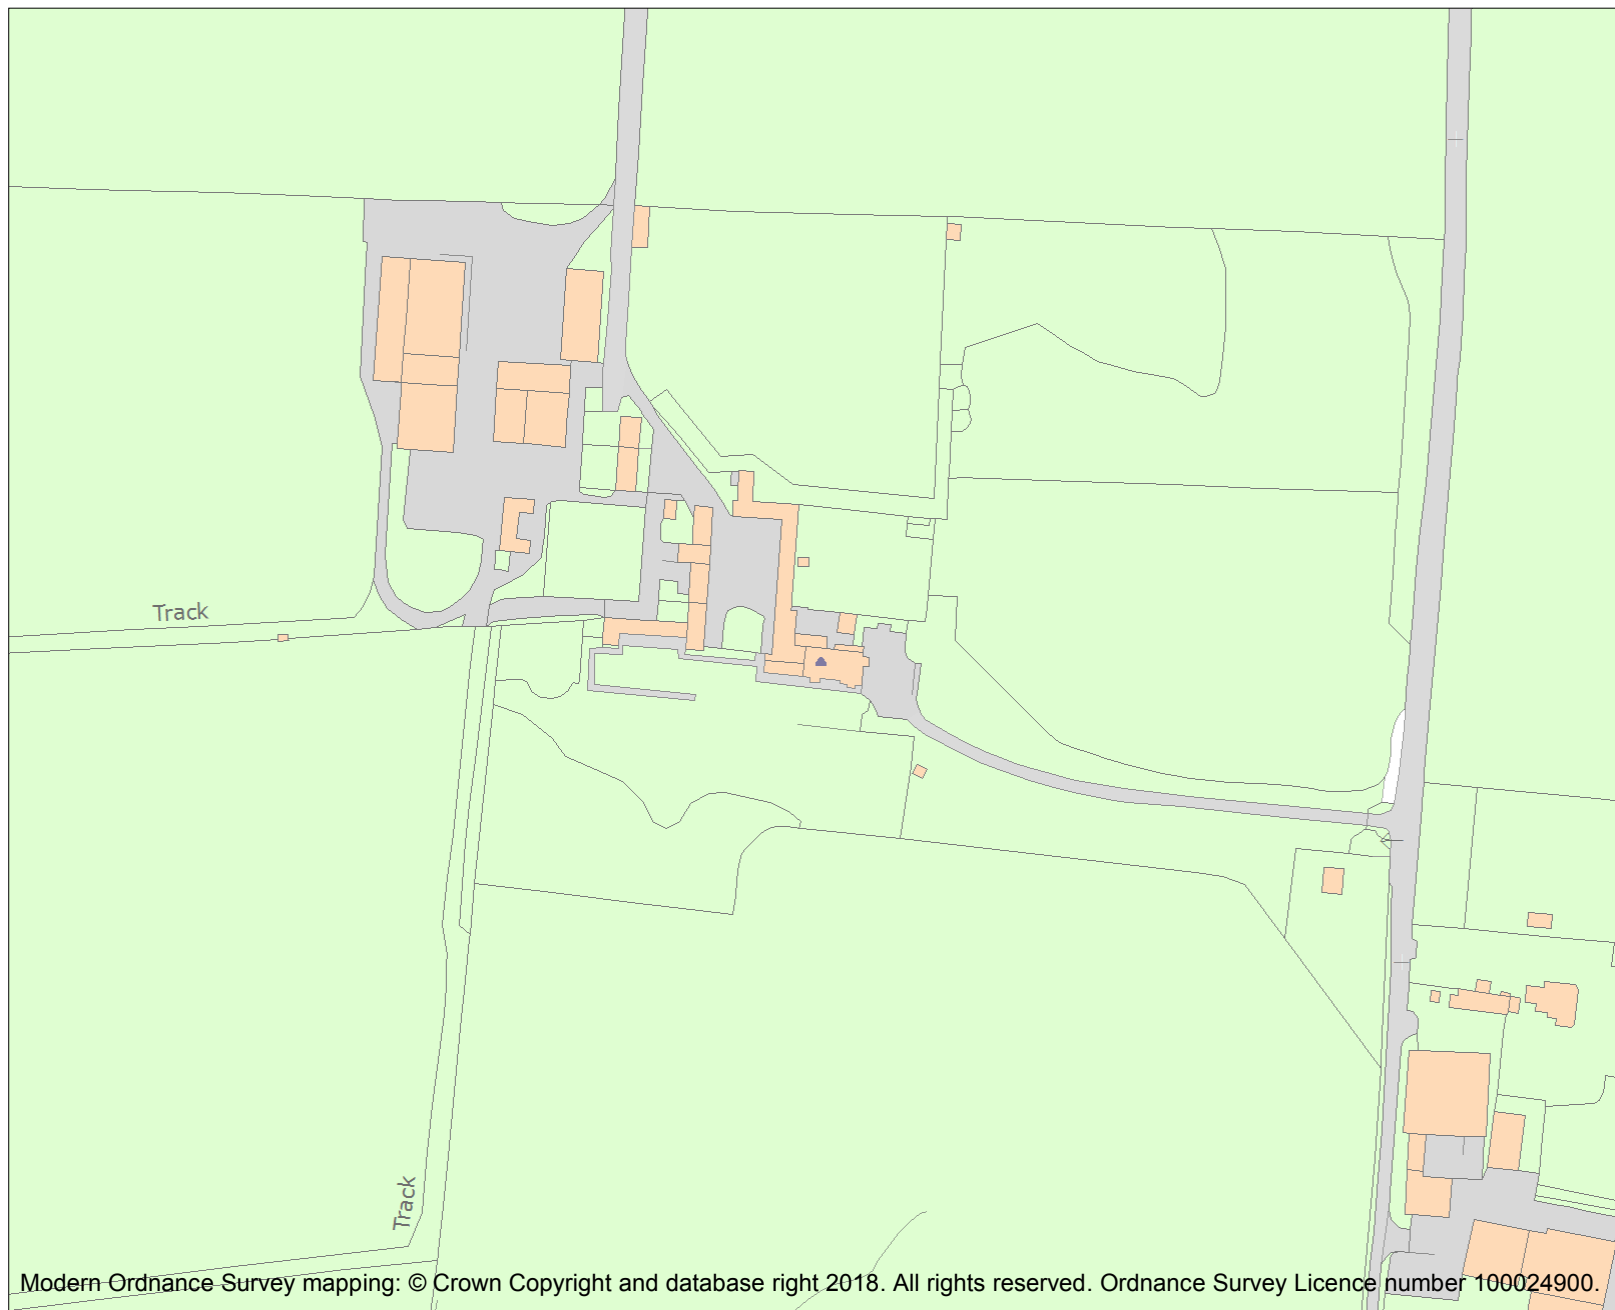 Track
Track
Modern Ordnance Survey mapping: © Crown Copyright and database right 2018. All rights reserved. Ordnance Survey Licence number 100024900.